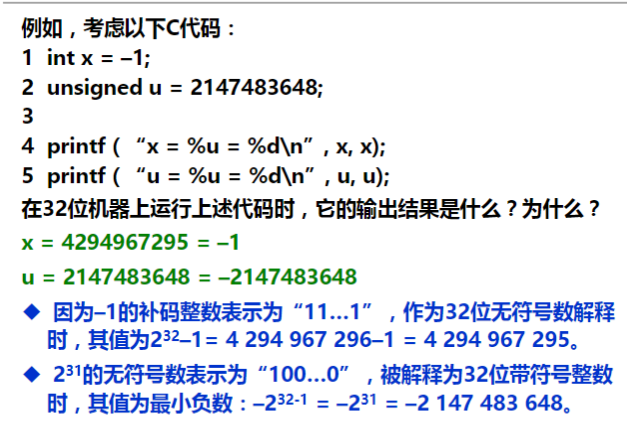 例如，考虑以下C代码：
1 int x = –1;
2 unsigned u = 2147483648;
3
4 printf ( “x = %u = %d\n” , x, x);
5 printf ( “u = %u = %d\n” , u, u);
在32位机器上运行上述代码时，它的输出结果是什么？为什么？
x = 4294967295 = –1
u = 2147483648 = –2147483648
◆ 因为–1的补码整数表示为“11…1”，作为32位无符号数解释
时，其值为2³²–1= 4 294 967 296–1 = 4 294 967 295。
◆ 2³¹的无符号数表示为“100…0”，被解释为32位带符号整数
时，其值为最小负数：–2³²⁻¹ = –2³¹ = –2 147 483 648。